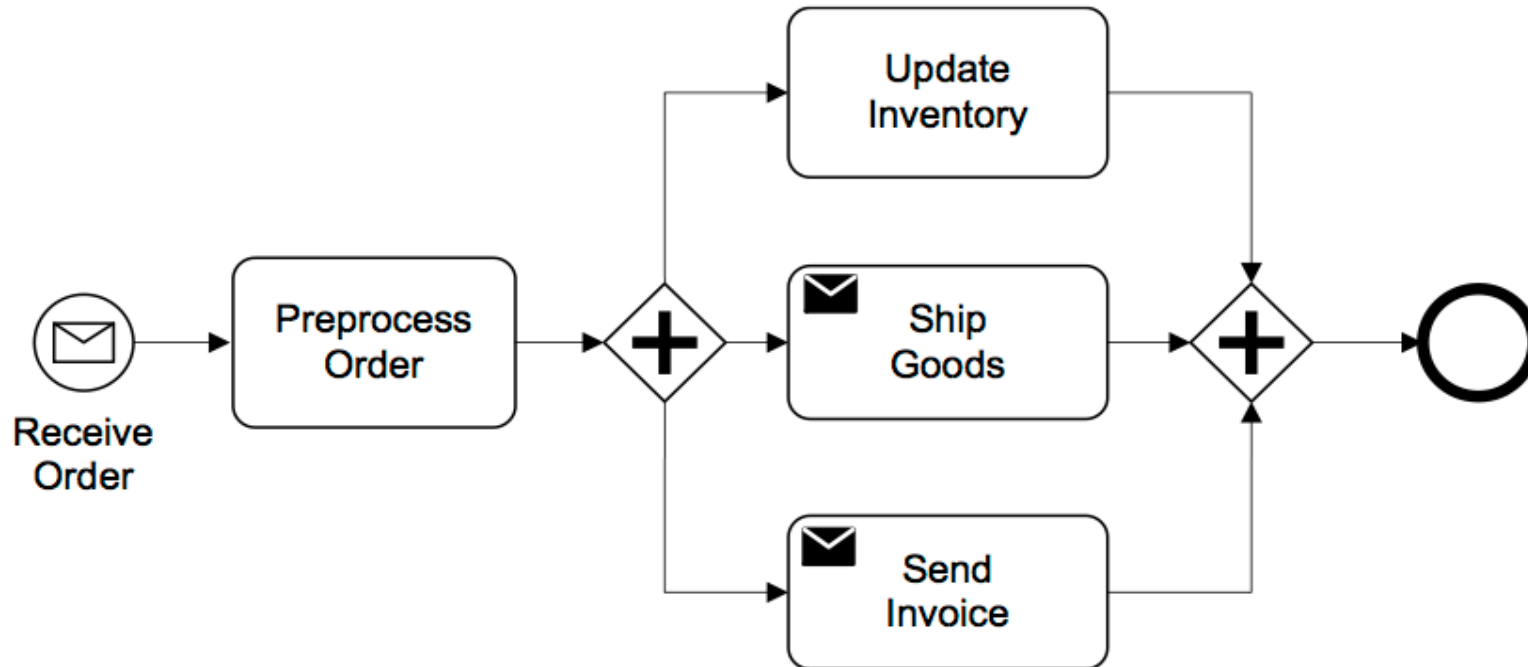 Receive
Order
Preprocess
Order
Update
Inventory
Ship
Goods
Send
Invoice